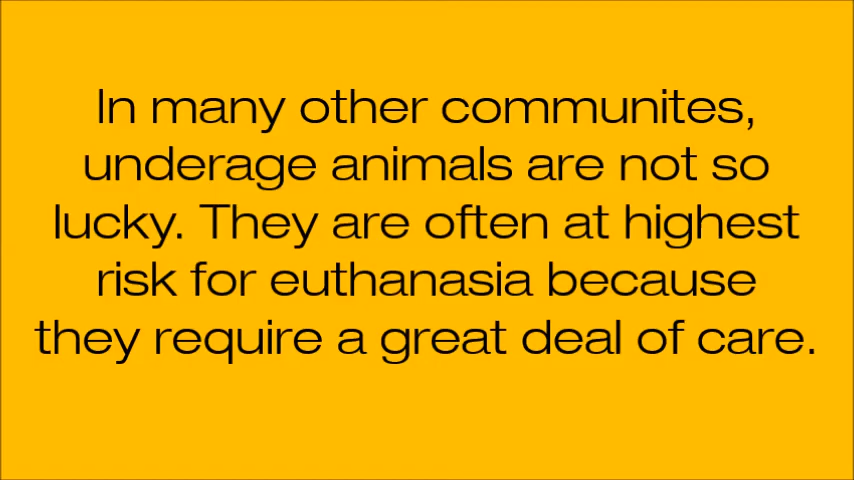 In many other communites,
underage animals are not so
lucky. They are often at highest
risk for euthanasia because
they require a great deal of care.